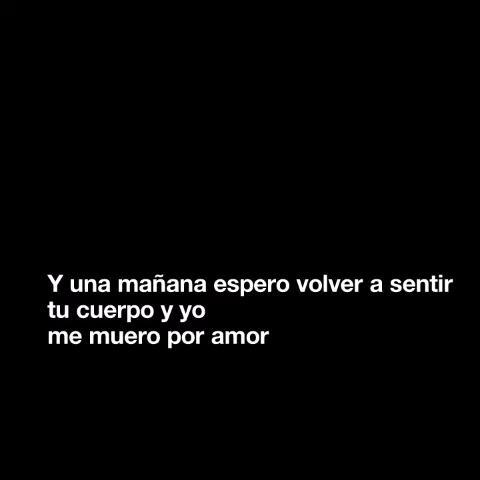 Y una mañana espero volver a sentir
tu cuerpo y yo
me muero por amor